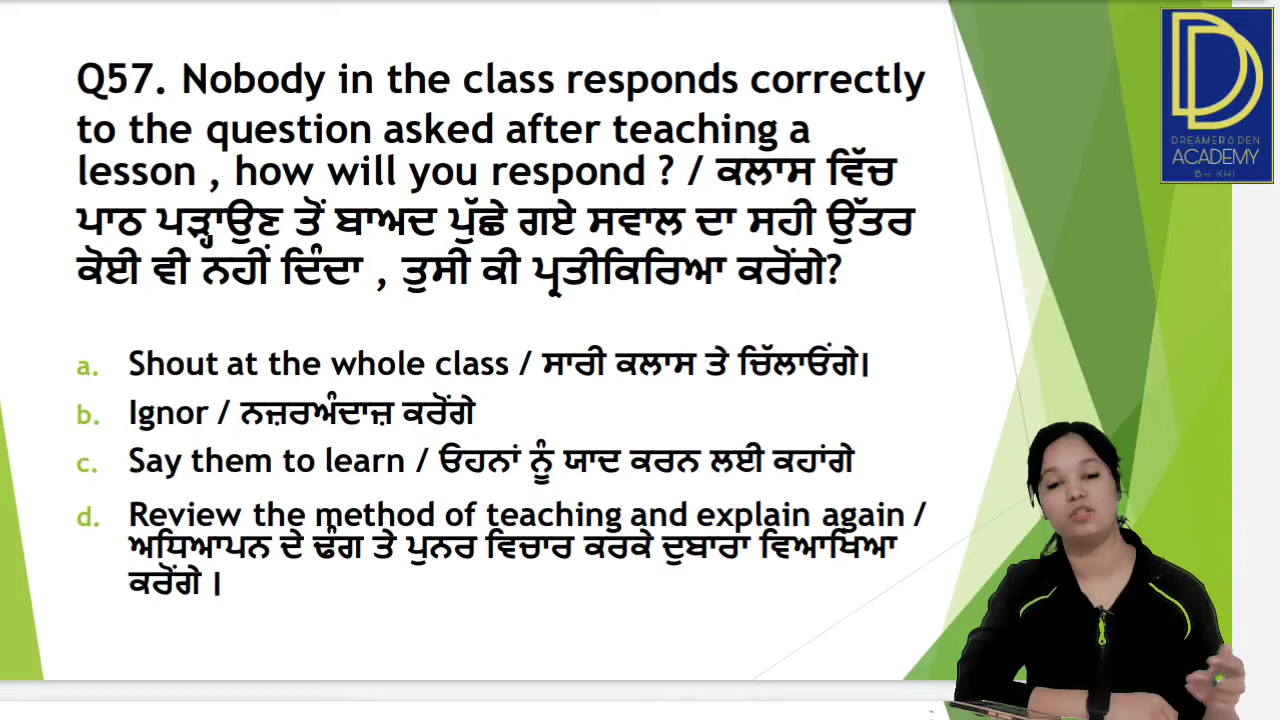 Q57. Nobody in the class responds correctly
to the question asked after teaching a
lesson , how will you respond ? / ਕਲਾਸ ਵਿੱਚ
ਪਾਠ ਪੜ੍ਹਾਉਣ ਤੋਂ ਬਾਅਦ ਪੁੱਛੇ ਗਏ ਸਵਾਲ ਦਾ ਸਹੀ ਉੱਤਰ
ਕੋਈ ਵੀ ਨਹੀਂ ਦਿੰਦਾ , ਤੁਸੀ ਕੀ ਪ੍ਰਤੀਕਿਰਿਆ ਕਰੋਂਗੇ?
a. Shout at the whole class / ਸਾਰੀ ਕਲਾਸ ਤੇ ਚਿੱਲਾਓਂਗੇ।
b. Ignor / ਨਜ਼ਰਅੰਦਾਜ਼ ਕਰੋਂਗੇ
c. Say them to learn / ਓਹਨਾਂ ਨੂੰ ਯਾਦ ਕਰਨ ਲਈ ਕਹਾਂਗੇ
d. Review the method of teaching and explain again /
ਅਧਿਆਪਨ ਦੇ ਢੰਗ ਤੇ ਪੁਨਰ ਵਿਚਾਰ ਕਰਕੇ ਦੁਬਾਰਾ ਵਿਆਖਿਆ
ਕਰੋਂਗੇ ।
DREAMER&DEN
ACADEMY
BHIKHI